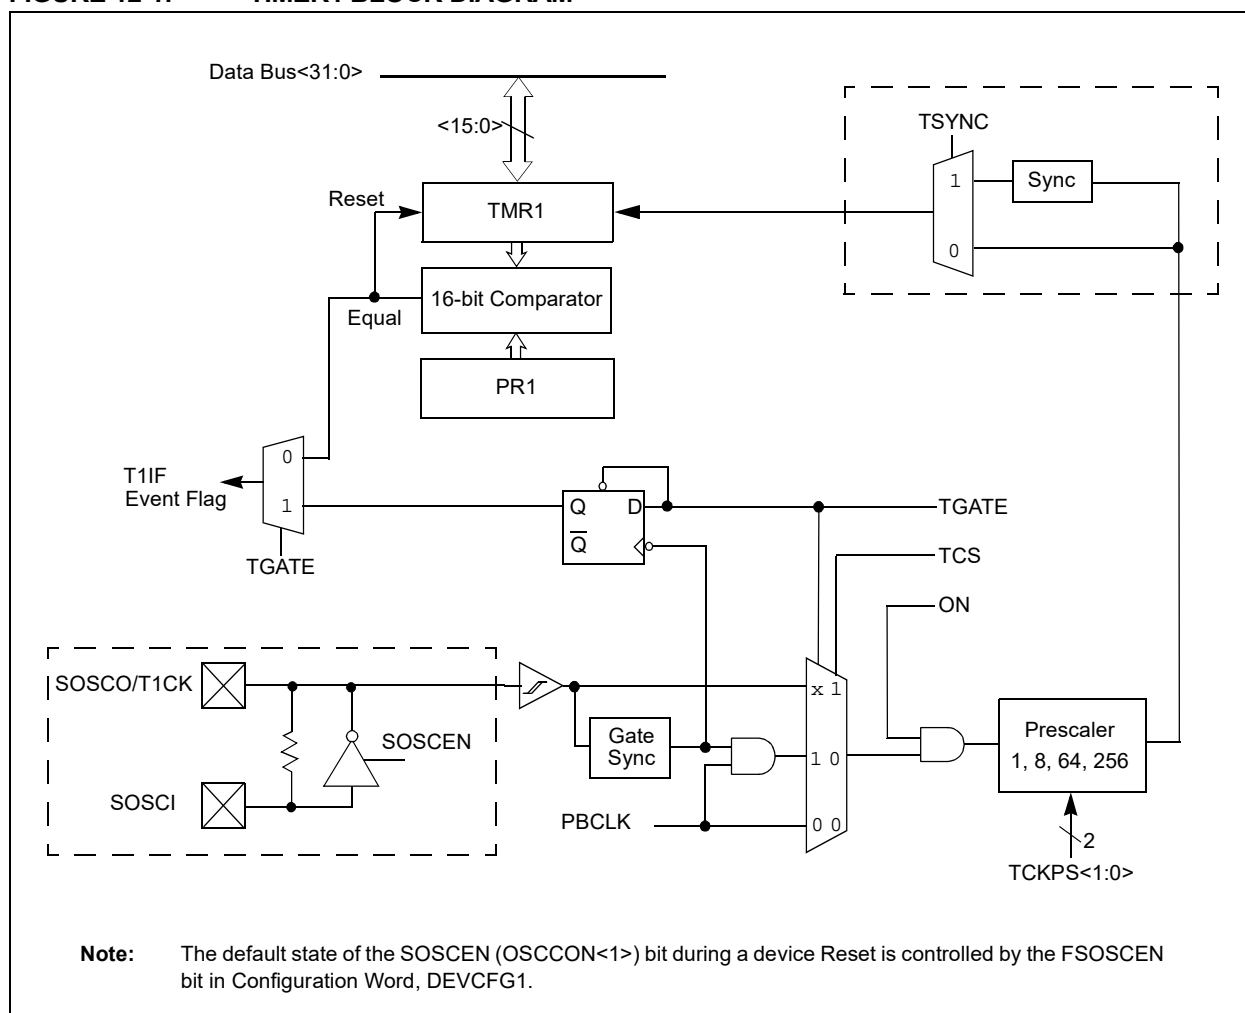 Data Bus<31:0>
<15:0>
TSYNC
1
Sync
Reset
TMR1
0
16-bit Comparator
Equal
PR1
0
T1IF
Event Flag
1
Q
D
TGATE
Q̅
TGATE
TCS
ON
SOSCO/T1CK
x 1
SOSCEN
Gate
Sync
Prescaler
1, 8, 64, 256
1 0
SOSCI
PBCLK
0 0
2
TCKPS<1:0>
Note: The default state of the SOSCEN (OSCCON<1>) bit during a device Reset is controlled by the FSOSCEN
bit in Configuration Word, DEVCFG1.